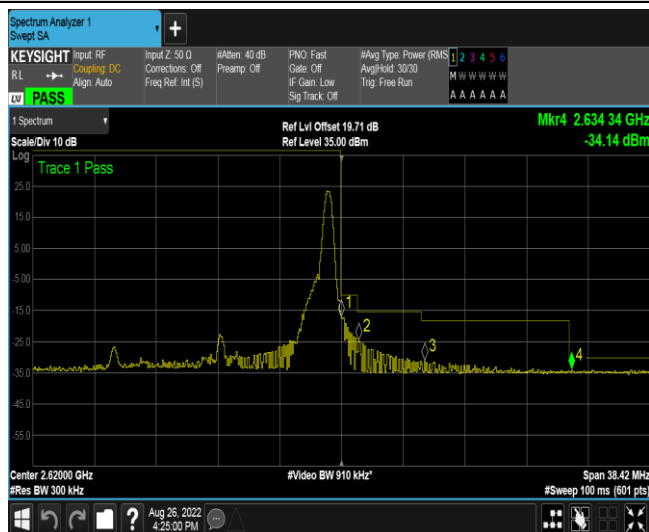 Spectrum Analyzer 1
Swept SA
+
KEYSIGHT Input: RF
RL Coupling: DC
Align: Auto
Input Z: 50 Ω
Corrections: Off
Freq Ref: Int (S)
#Atten: 40 dB
Preamp: Off
PNO: Fast
Gate: Off
IF Gain: Low
Sig Track: Off
#Avg Type: Power (RMS
Avg|Hold: 30/30
Trig: Free Run
1 2 3 4 5 6
M W W W W W
A A A A A A
LXI PASS
1 Spectrum
Scale/Div 10 dB
Ref Lvl Offset 19.71 dB
Ref Level 35.00 dBm
Mkr4 2.634 34 GHz
-34.14 dBm
Log
Trace 1 Pass
25.0
15.0
5.00
-5.00
-15.0
-25.0
-35.0
-45.0
-55.0
1
2
3
4
Center 2.62000 GHz
#Res BW 300 kHz
#Video BW 910 kHz*
Span 38.42 MHz
#Sweep 100 ms (601 pts)
?
Aug 26, 2022
4:25:00 PM